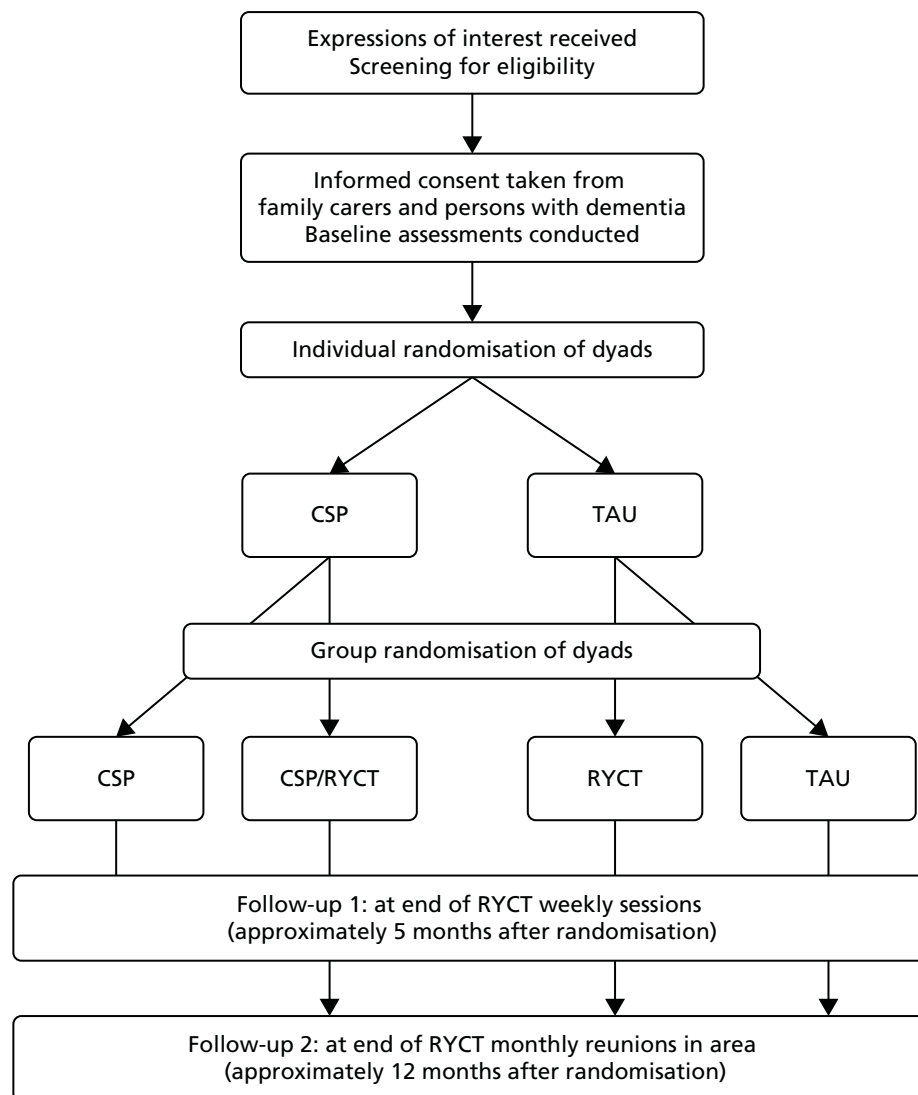 Expressions of interest received
Screening for eligibility
Informed consent taken from
family carers and persons with dementia
Baseline assessments conducted
Individual randomisation of dyads
CSP
TAU
Group randomisation of dyads
CSP
CSP/RYCT
RYCT
TAU
Follow-up 1: at end of RYCT weekly sessions
(approximately 5 months after randomisation)
Follow-up 2: at end of RYCT monthly reunions in area
(approximately 12 months after randomisation)